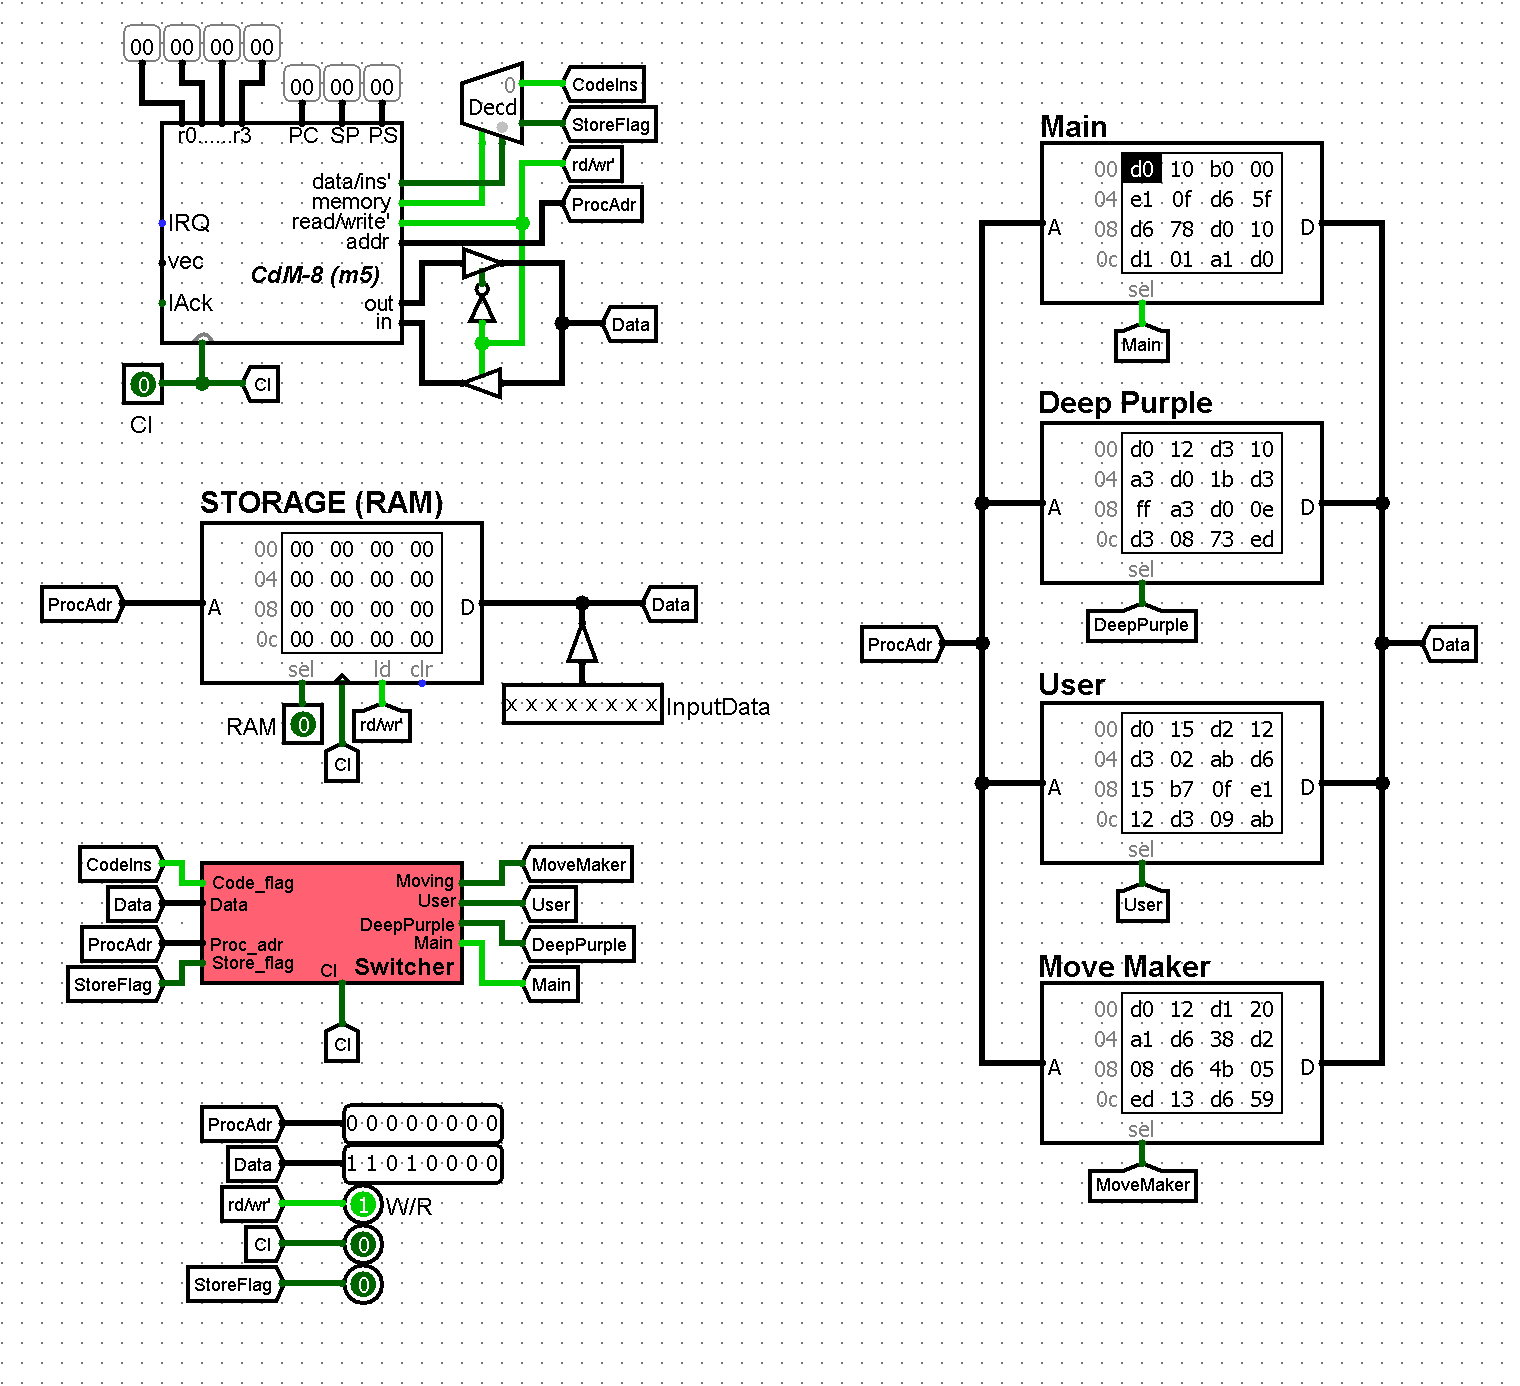 00 00 00 00
00 00 00
r0......r3 PC SP PS
data/ins'
memory
read/write'
addr
IRQ
vec
CdM-8 (m5)
IAck
out
in
0
Decd
CodeIns
StoreFlag
rd/wr'
ProcAdr
Data
0
Cl
Cl
STORAGE (RAM)
00 00 00 00 00
04 00 00 00 00
08 00 00 00 00
0c 00 00 00 00
ProcAdr
A
D
Data
sel
ld
clr
RAM
0
rd/wr'
Cl
x x x x x x x x
InputData
CodeIns
Data
ProcAdr
StoreFlag
Code_flag
Data
Proc_adr
Store_flag
Moving
User
DeepPurple
Main
Cl
Switcher
MoveMaker
User
DeepPurple
Main
Cl
ProcAdr 0 0 0 0 0 0 0 0
Data 1 1 0 1 0 0 0 0
rd/wr' 1 W/R
Cl 0
StoreFlag 0
Main
00 d0 10 b0 00
04 e1 0f d6 5f
08 d6 78 d0 10
0c d1 01 a1 d0
A
D
sel
Main
Deep Purple
00 d0 12 d3 10
04 a3 d0 1b d3
08 ff a3 d0 0e
0c d3 08 73 ed
A
D
sel
DeepPurple
ProcAdr
Data
User
00 d0 15 d2 12
04 d3 02 ab d6
08 15 b7 0f e1
0c 12 d3 09 ab
A
D
sel
User
Move Maker
00 d0 12 d1 20
04 a1 d6 38 d2
08 08 d6 4b 05
0c ed 13 d6 59
A
D
sel
MoveMaker